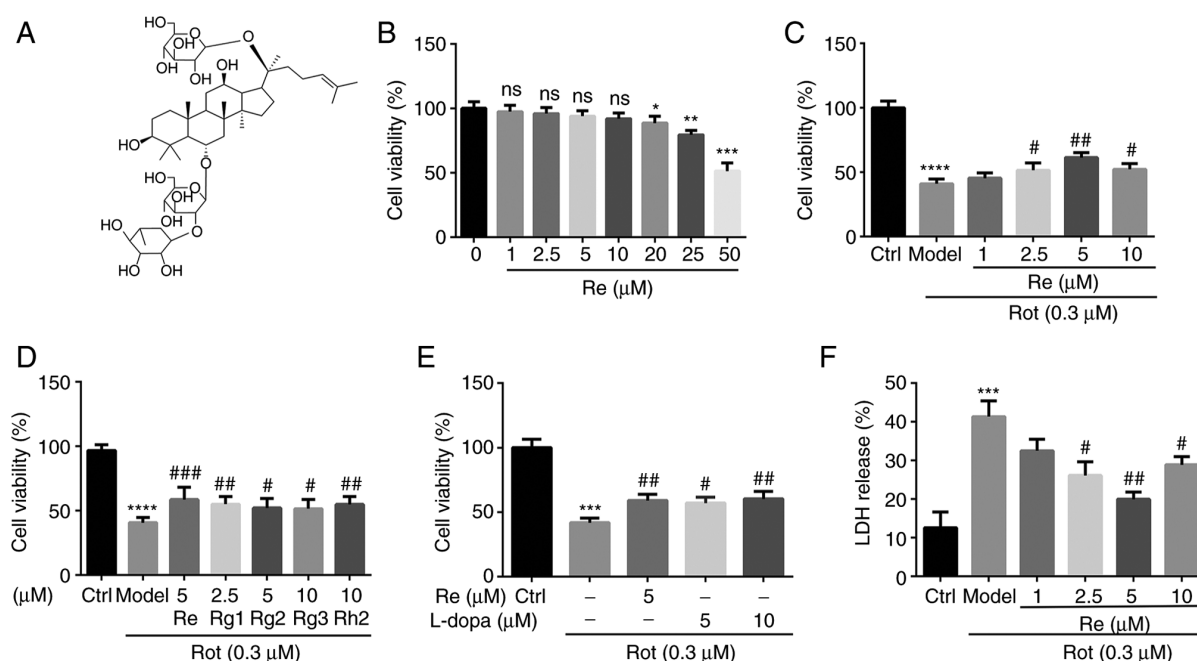 A
HO
O
OH
O
OH
OH
OH
HO
O
HO
O
OH
OH
O
O
HO
HO
OH
OH
B
Cell viability (%)
150
100
50
0
ns ns ns ns * ** ***
0 1 2.5 5 10 20 25 50
Re (µM)
C
Cell viability (%)
150
100
50
0
**** # ## #
Ctrl Model 1 2.5 5 10
Re (µM)
Rot (0.3 µM)
D
Cell viability (%)
150
100
50
0
**** ### ## # # ##
(µM) Ctrl Model 5 2.5 5 10 10
Re Rg1 Rg2 Rg3 Rh2
Rot (0.3 µM)
E
Cell viability (%)
150
100
50
0
*** ## # ##
Re (µM) Ctrl – 5 – –
L-dopa (µM) – – 5 10
Rot (0.3 µM)
F
LDH release (%)
50
40
30
20
10
0
*** # ## #
Ctrl Model 1 2.5 5 10
Re (µM)
Rot (0.3 µM)